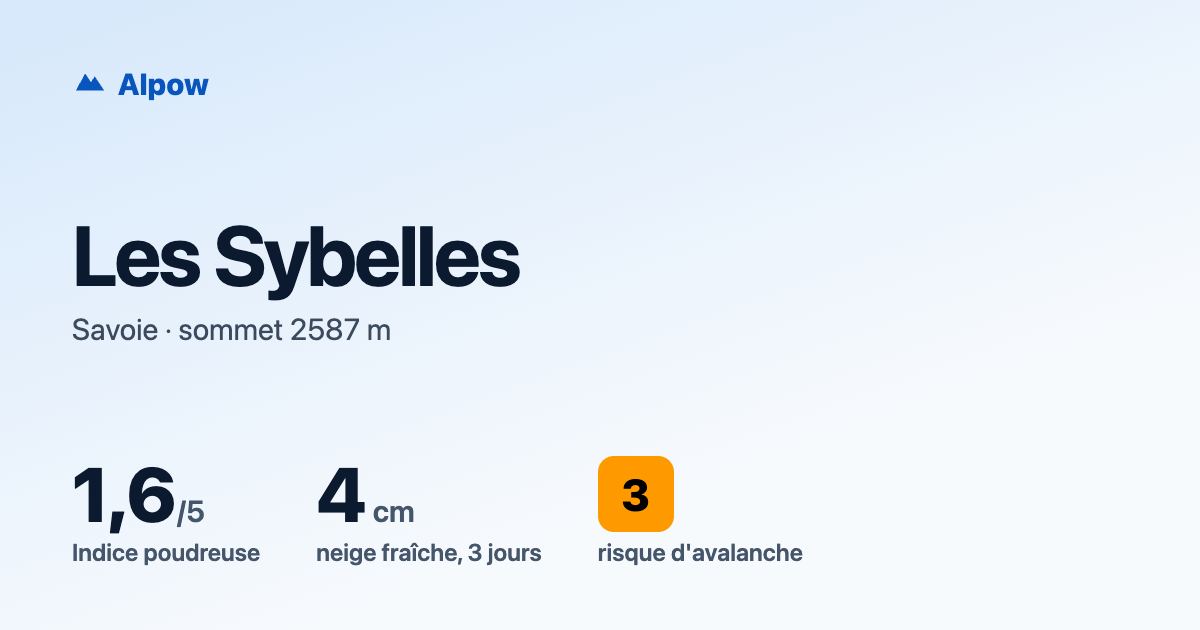 Alpow
Les Sybelles
Savoie · sommet 2587 m
1,6/5
Indice poudreuse
4 cm
neige fraîche, 3 jours
3
risque d'avalanche